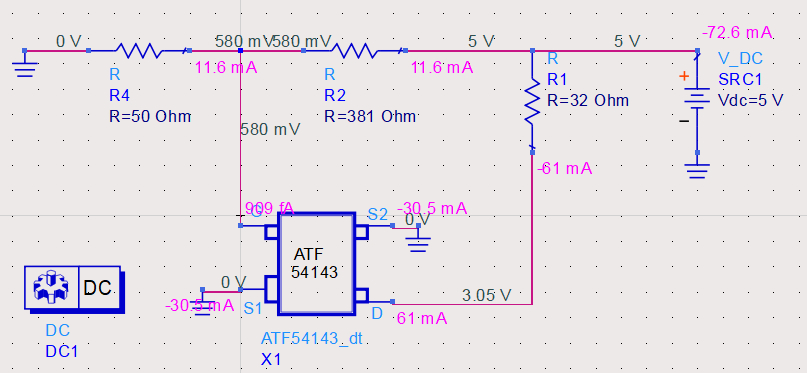 -72.6 mA
0 V
580 mV
580 mV
5 V
5 V
11.6 mA
11.6 mA
R
R4
R=50 Ohm
R
R2
R=381 Ohm
R
R1
R=32 Ohm
V_DC
SRC1
Vdc=5 V
+
−
580 mV
-61 mA
909 fA
G
S2
-30.5 mA
0 V
ATF
54143
0 V
-30.5 mA
S1
D
3.05 V
61 mA
DC
DC
DC1
ATF54143_dt
X1